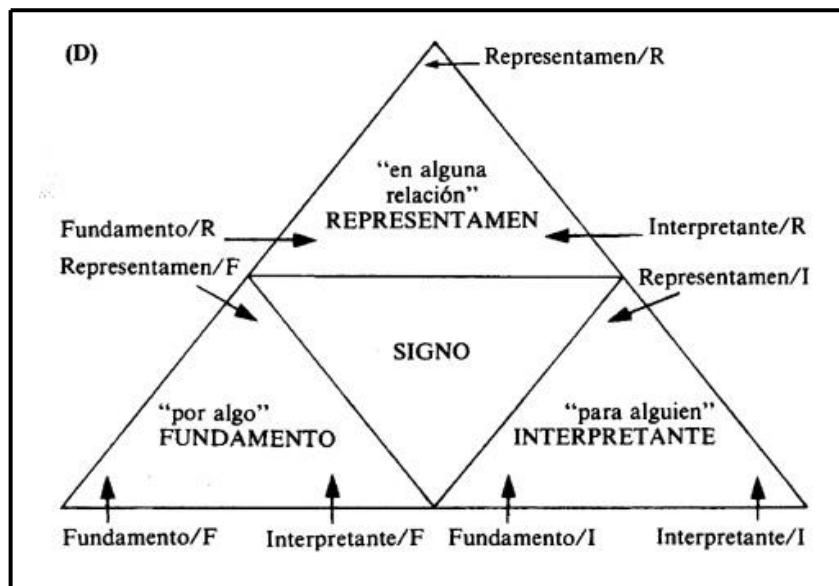 (D)
Representamen/R
“en alguna
relación”
REPRESENTAMEN
Fundamento/R
Interpretante/R
Representamen/F
Representamen/I
SIGNO
“por algo”
FUNDAMENTO
“para alguien”
INTERPRETANTE
Fundamento/F
Interpretante/F
Fundamento/I
Interpretante/I